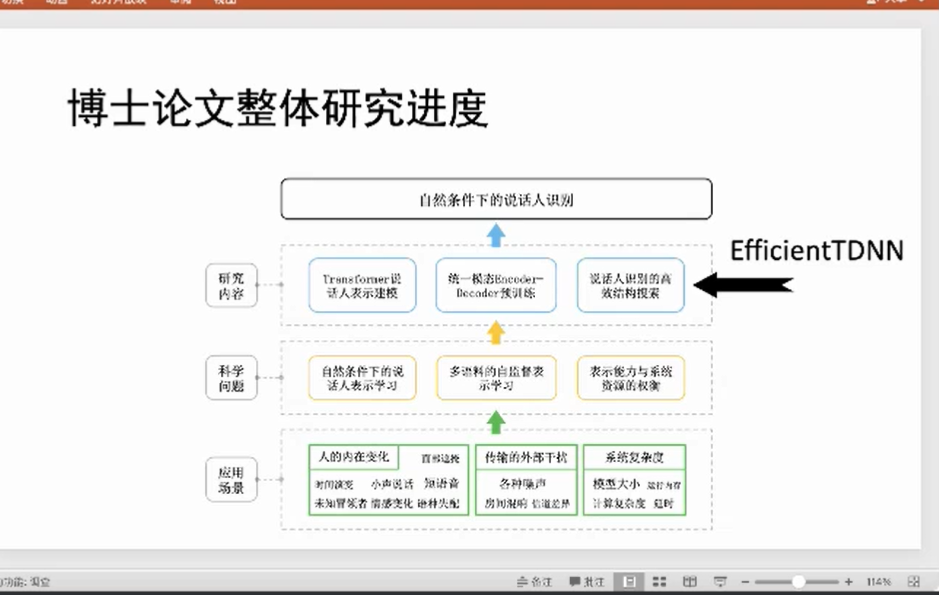 博士论文整体研究进度
自然条件下的说话人识别
EfficientTDNN
研究
内容
Transformer说
话人表示建模
统一模态Encoder-
Decoder预训练
说话人识别的高
效结构搜索
科学
问题
自然条件下的说
话人表示学习
多语料的自监督表
示学习
表示能力与系统
资源的权衡
应用
场景
人的内在变化
面部遮挡
时间演变 小声说话 短语音
未知冒领者 情感变化 语种失配
传输的外部干扰
各种噪声
房间混响 信道差异
系统复杂度
模型大小 运行内存
计算复杂度 延时
备注 批注 114%